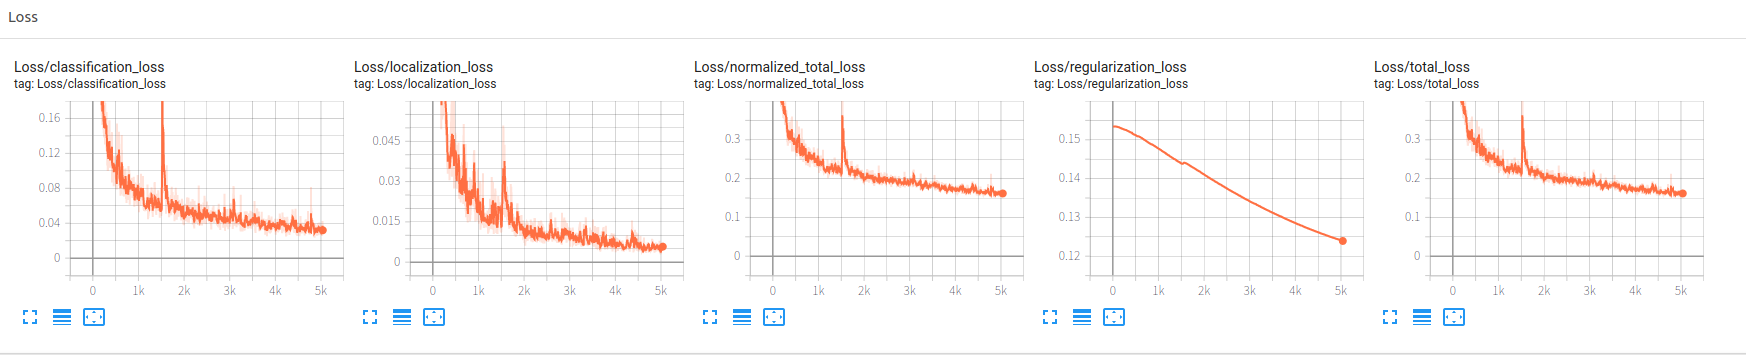 Loss
Loss/classification_loss
tag: Loss/classification_loss
0.16
0.12
0.08
0.04
0
0 1k 2k 3k 4k 5k
Loss/localization_loss
tag: Loss/localization_loss
0.045
0.03
0.015
0
0 1k 2k 3k 4k 5k
Loss/normalized_total_loss
tag: Loss/normalized_total_loss
0.3
0.2
0.1
0
0 1k 2k 3k 4k 5k
Loss/regularization_loss
tag: Loss/regularization_loss
0.15
0.14
0.13
0.12
0 1k 2k 3k 4k 5k
Loss/total_loss
tag: Loss/total_loss
0.3
0.2
0.1
0
0 1k 2k 3k 4k 5k